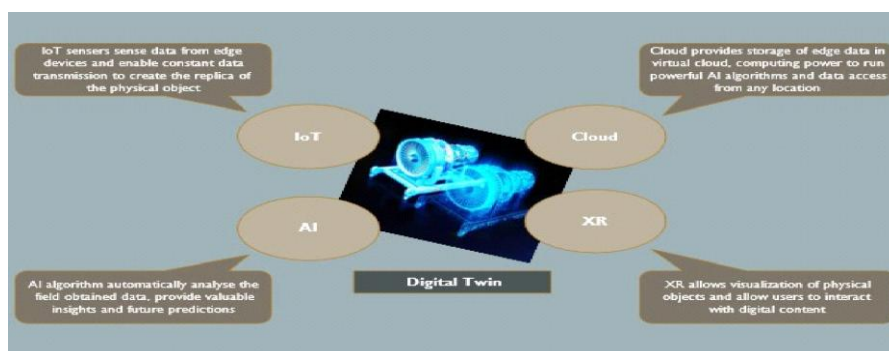 IoT sensers sense data from edge
devices and enable constant data
transmission to create the replica of
the physical object
Cloud provides storage of edge data in
virtual cloud, computing power to run
powerful AI algorithms and data access
from any location
IoT
Cloud
AI
XR
Digital Twin
AI algorithm automatically analyse the
field obtained data, provide valuable
insights and future predictions
XR allows visualization of physical
objects and allow users to interact
with digital content